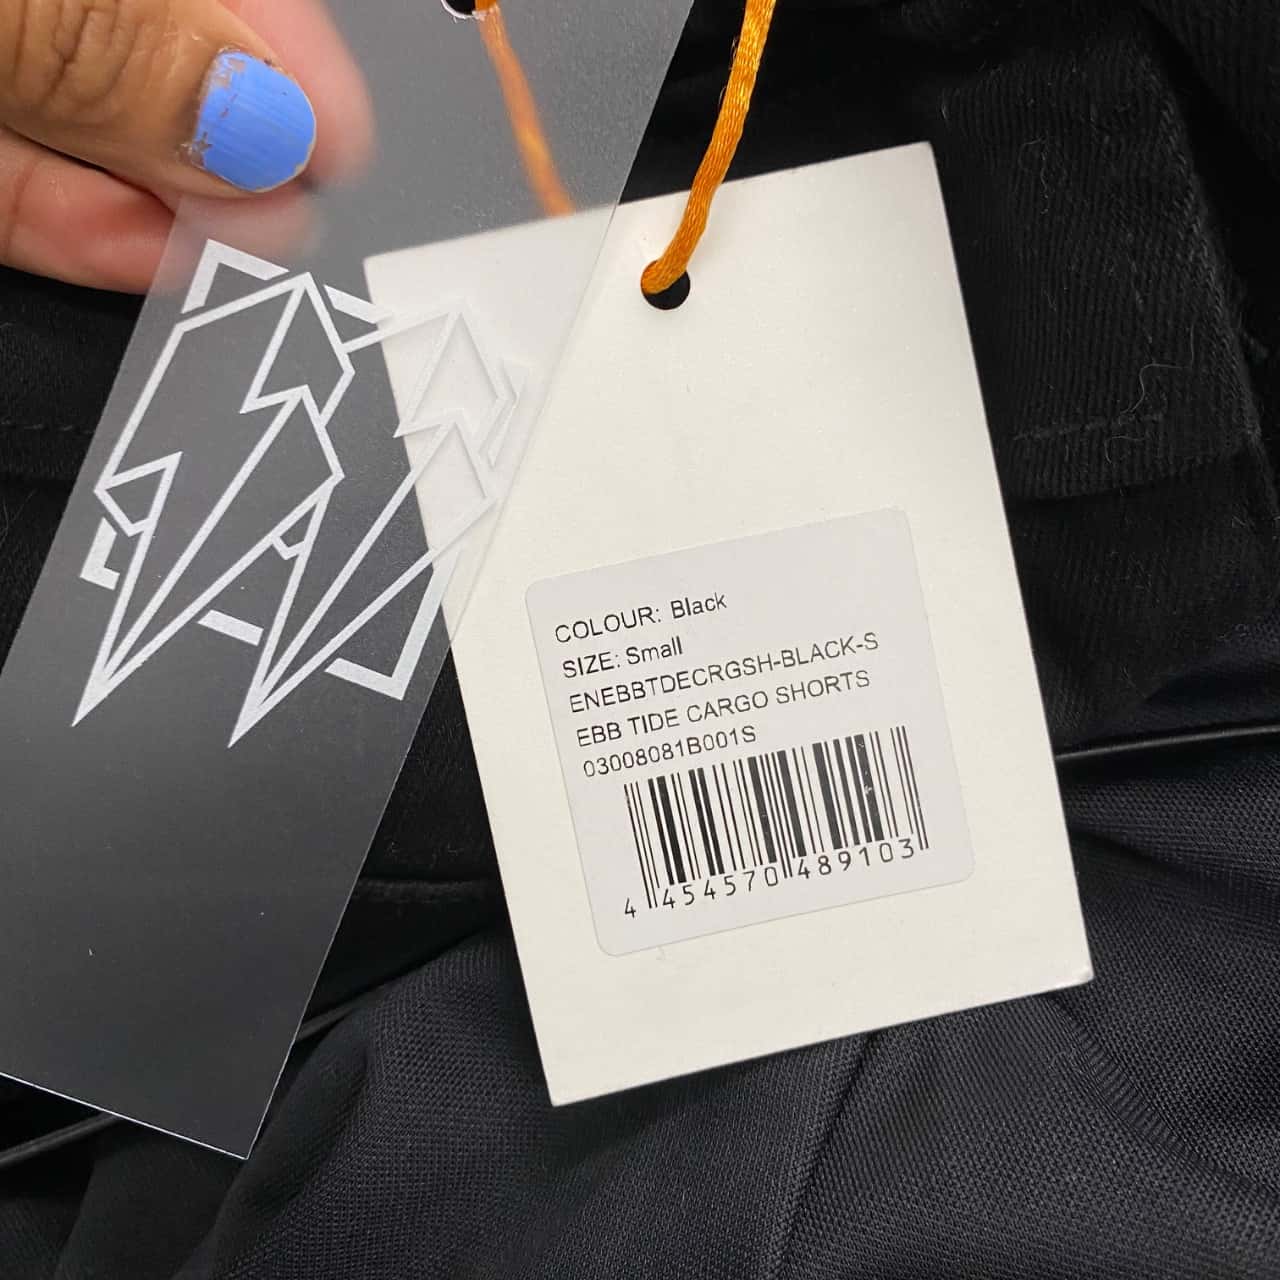 COLOUR: Black
SIZE: Small
ENEBBTDECRGSH-BLACK-S
EBB TIDE CARGO SHORTS
03008081B001S
4 454570 489103